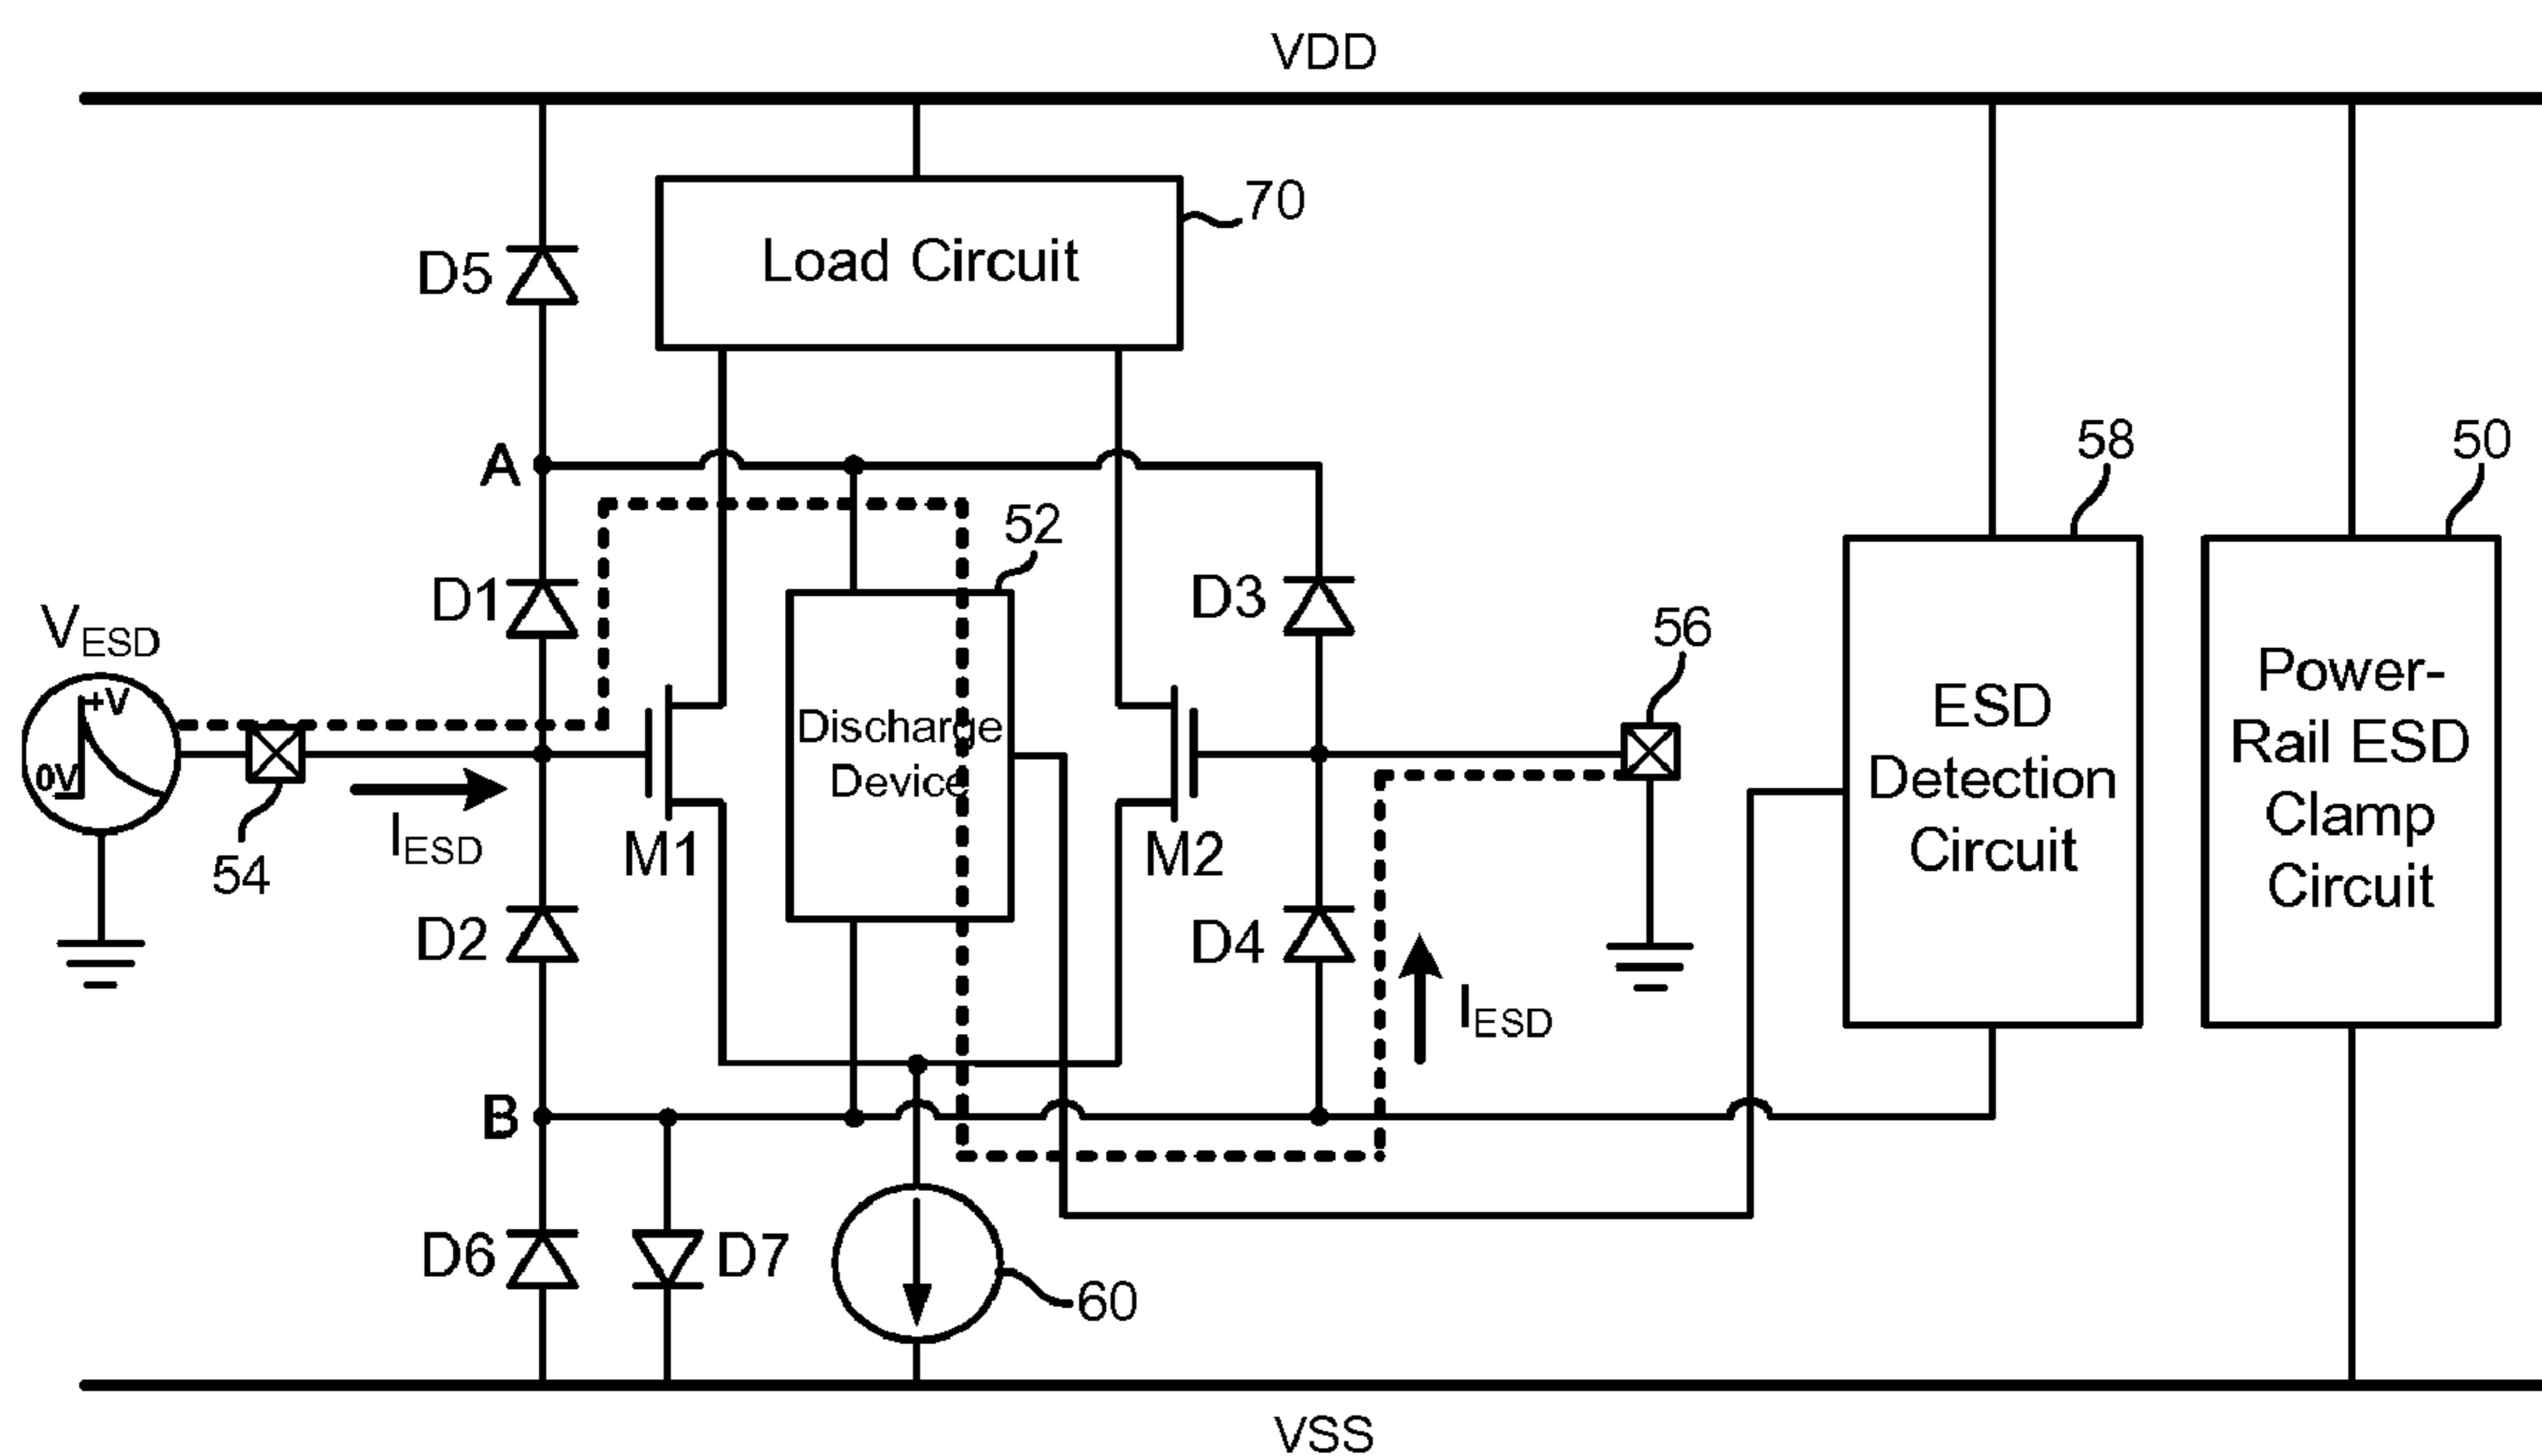 VDD
70
Load Circuit
D5
58
50
A
52
D1
D3
56
VESD
+V
0V
Discharge
Device
ESD
Detection
Circuit
Power-
Rail ESD
Clamp
Circuit
IESD
54
M1
M2
D2
D4
IESD
B
D6
D7
60
VSS